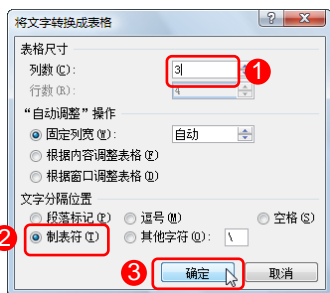 将文字转换成表格
表格尺寸
列数(C): 3 1
行数(R): 4
“自动调整”操作
固定列宽(W): 自动
根据内容调整表格(F)
根据窗口调整表格(D)
文字分隔位置
段落标记(P) 逗号(M) 空格(S)
2 制表符(T) 其他字符(O): \
3 确定 取消